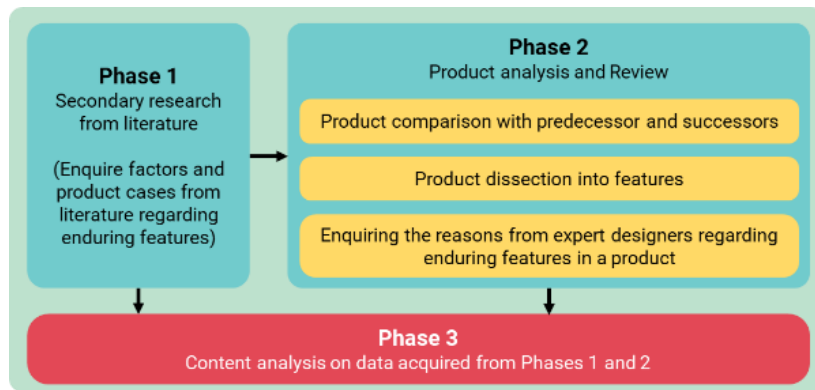 Phase 1
Secondary research
from literature
(Enquire factors and
product cases from
literature regarding
enduring features)
Phase 2
Product analysis and Review
Product comparison with predecessor and successors
Product dissection into features
Enquiring the reasons from expert designers regarding
enduring features in a product
Phase 3
Content analysis on data acquired from Phases 1 and 2